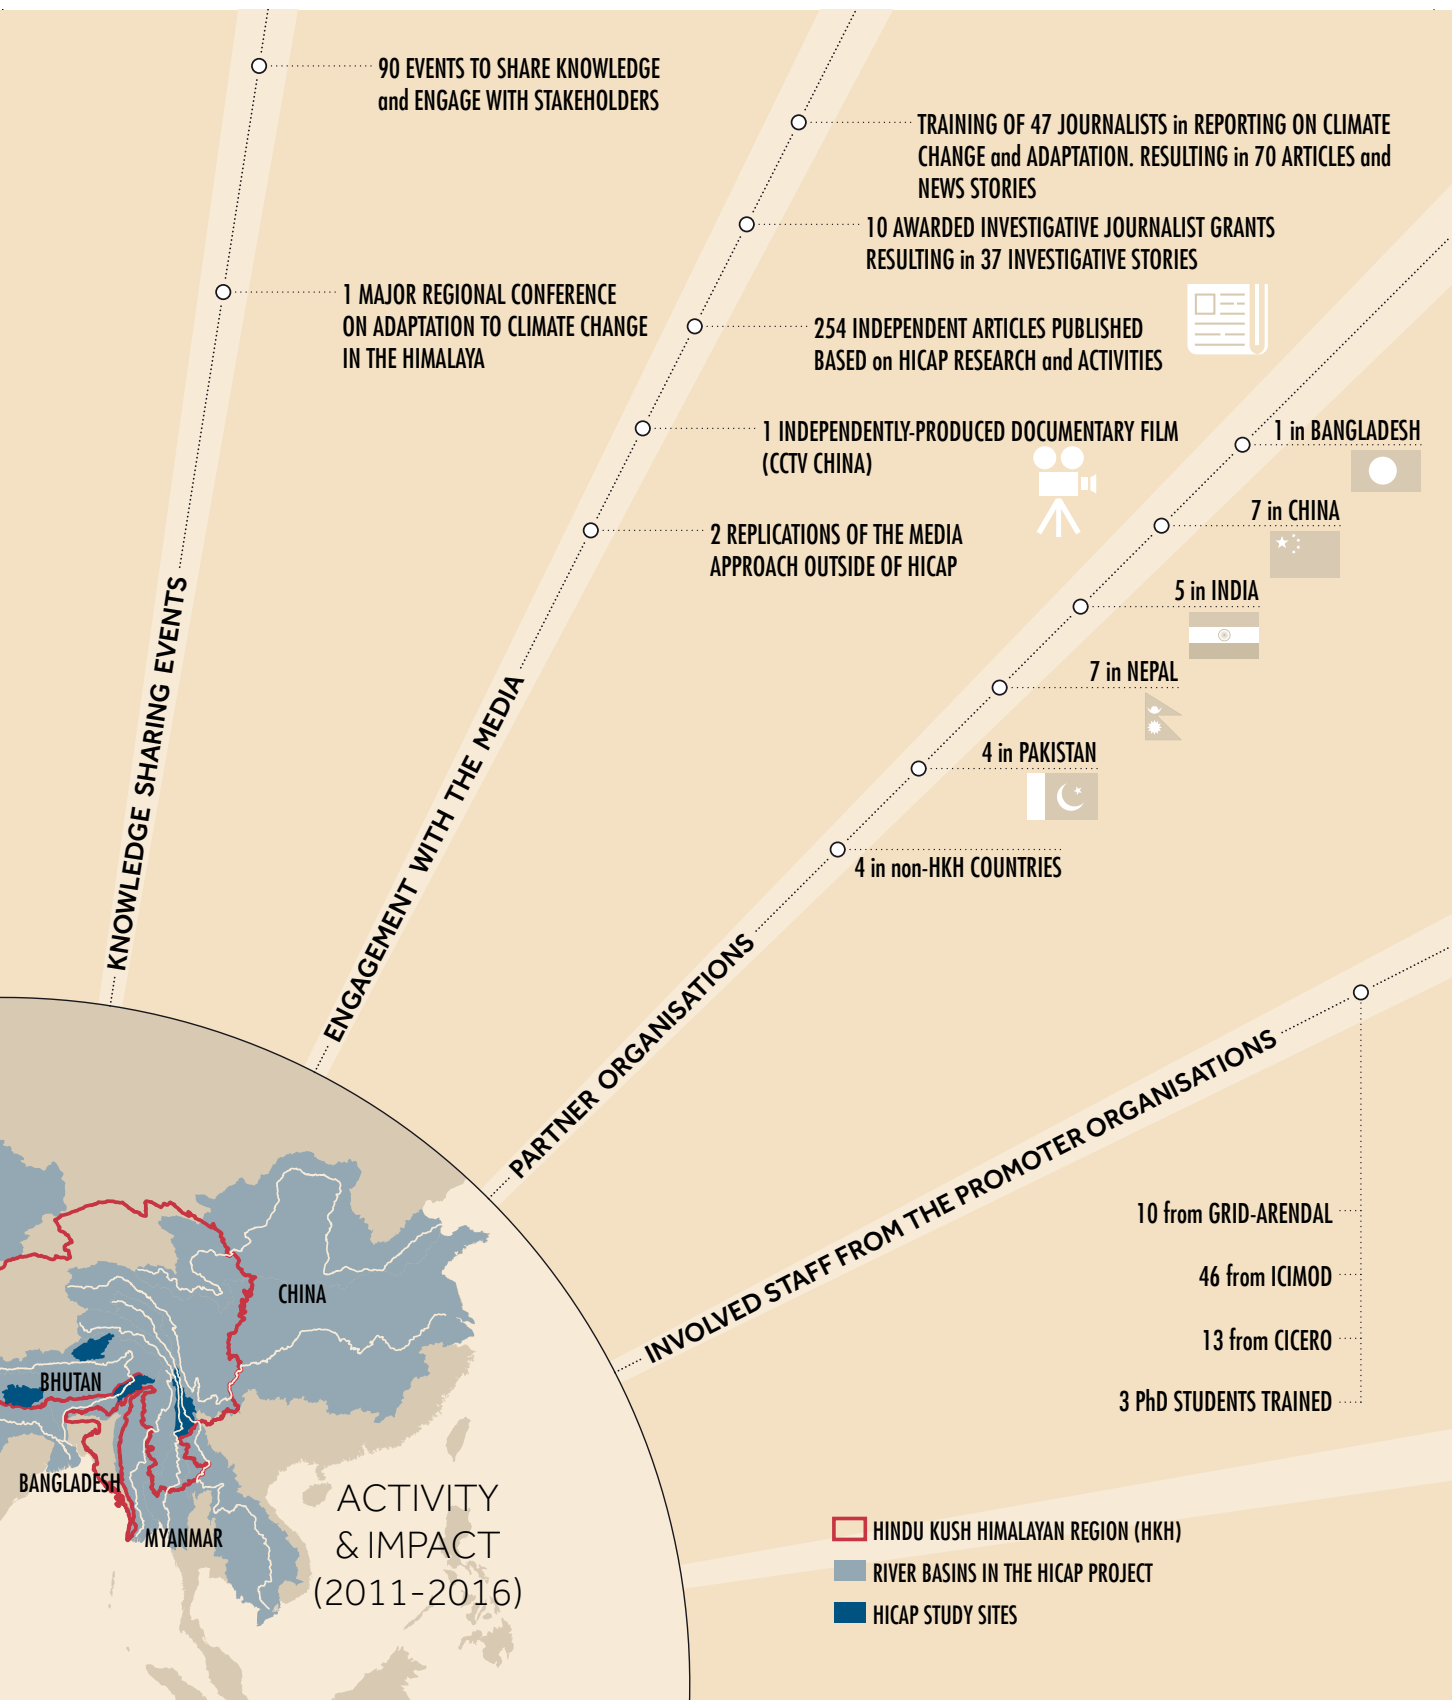 90 EVENTS TO SHARE KNOWLEDGE
and ENGAGE WITH STAKEHOLDERS
1 MAJOR REGIONAL CONFERENCE
ON ADAPTATION TO CLIMATE CHANGE
IN THE HIMALAYA
KNOWLEDGE SHARING EVENTS
TRAINING OF 47 JOURNALISTS in REPORTING ON CLIMATE
CHANGE and ADAPTATION. RESULTING in 70 ARTICLES and
NEWS STORIES
10 AWARDED INVESTIGATIVE JOURNALIST GRANTS
RESULTING in 37 INVESTIGATIVE STORIES
254 INDEPENDENT ARTICLES PUBLISHED
BASED on HICAP RESEARCH and ACTIVITIES
1 INDEPENDENTLY-PRODUCED DOCUMENTARY FILM
(CCTV CHINA)
2 REPLICATIONS OF THE MEDIA
APPROACH OUTSIDE OF HICAP
ENGAGEMENT WITH THE MEDIA
1 in BANGLADESH
7 in CHINA
5 in INDIA
7 in NEPAL
4 in PAKISTAN
4 in non-HKH COUNTRIES
PARTNER ORGANISATIONS
INVOLVED STAFF FROM THE PROMOTER ORGANISATIONS
10 from GRID-ARENDAL
46 from ICIMOD
13 from CICERO
3 PhD STUDENTS TRAINED
CHINA
BHUTAN
BANGLADESH
MYANMAR
ACTIVITY
& IMPACT
(2011-2016)
HINDU KUSH HIMALAYAN REGION (HKH)
RIVER BASINS IN THE HICAP PROJECT
HICAP STUDY SITES